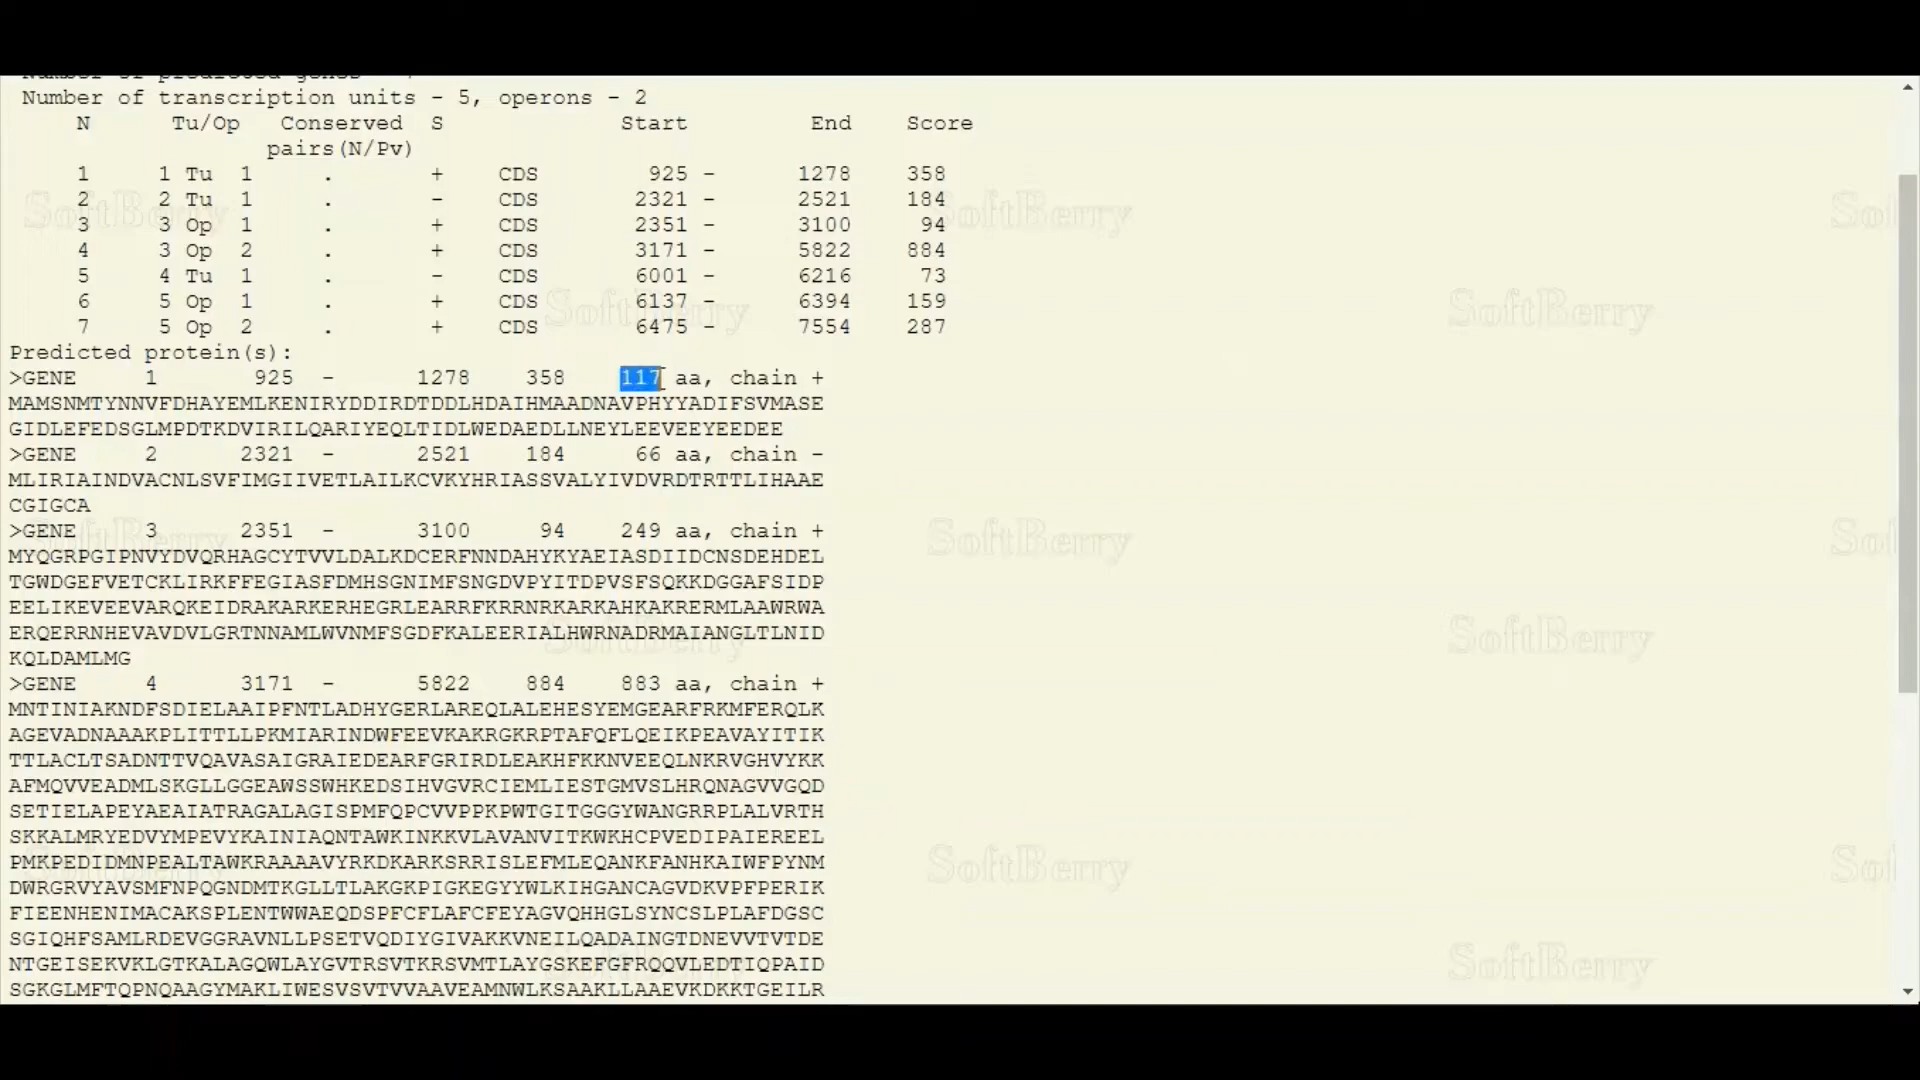 Number of predicted genes -
Number of transcription units - 5, operons - 2
N Tu/Op Conserved S Start End Score
pairs(N/Pv)
1 1 Tu 1 . + CDS 925 - 1278 358
2 2 Tu 1 . - CDS 2321 - 2521 184
3 3 Op 1 . + CDS 2351 - 3100 94
4 3 Op 2 . + CDS 3171 - 5822 884
5 4 Tu 1 . - CDS 6001 - 6216 73
6 5 Op 1 . + CDS 6137 - 6394 159
7 5 Op 2 . + CDS 6475 - 7554 287
Predicted protein(s):
>GENE 1 925 - 1278 358 117 aa, chain +
MAMSNMTYNNVFDHAYEMLKENIRYDDIRDTDDLHDAIHMAADNAVPHYYADIFSVMASE
GIDLEFEDSGLMPDTKDVIRILQARIYEQLTIDLWEDAEDLLNEYLEEVEEYEEDEE
>GENE 2 2321 - 2521 184 66 aa, chain -
MLIRIAINDVACNLSVFIMGIIVETLAILKCVKYHRIASSVALYIVDVRDTRTTLIHAAE
CGIGCA
>GENE 3 2351 - 3100 94 249 aa, chain +
MYQGRPGIPNVYDVQRHAGCYTVVLDALKDCERFNNDAHYKYAEIASDIIDCNSDEHDEL
TGWDGEFVETCKLIRKFFEGIASFDMHSGNIMFSNGDVPYITDPVSFSQKKDGGAFSIDP
EELIKEVEEVARQKEIDRAKARKERHEGRLEARRFKRRNRKARKAHKAKRERMLAAWRWA
ERQERRNHEVAVDVLGRTNNAMLWVNMFSGDFKALEERIALHWRNADRMAIANGLTLNID
KQLDAMLMG
>GENE 4 3171 - 5822 884 883 aa, chain +
MNTINIAKNDFSDIELAAIPFNTLADHYGERLAREQLALEHESYEMGEARFRKMFERQLK
AGEVADNAAAKPLITTLLPKMIARINDWFEEVKAKRGKRPTAFQFLQEIKPEAVAYITIK
TTLACLTSADNTTVQAVASAIGRAIEDEARFGRIRDLEAKHFKKNVEEQLNKRVGHVYKK
AFMQVVEADMLSKGLLGGEAWSSWHKEDSIHVGVRCIEMLIESTGMVSLHRQNAGVVGQD
SETIELAPEYAEAIATRAGALAGISPMFQPCVVPPKPWTGITGGGYWANGRRPLALVRTH
SKKALMRYEDVYMPEVYKAINIAQNTAWKINKKVLAVANVITKWKHCPVEDIPAIEREEL
PMKPEDIDMNPEALTAWKRAAAAVYRKDKARKSRRISLEFMLEQANKFANHKAIWFPYNM
DWRGRVYAVSMFNPQGNDMTKGLLTLAKGKPIGKEGYYWLKIHGANCAGVDKVPFPERIK
FIEENHENIMACAKSPLENTWWAEQDSPFCFLAFCFEYAGVQHHGLSYNCSLPLAFDGSC
SGIQHFSAMLRDEVGGRAVNLLPSETVQDIYGIVAKKVNEILQADAINGTDNEVVTVTDE
NTGEISEKVKLGTKALAGQWLAYGVTRSVTKRSVMTLAYGSKEFGFRQQVLEDTIQPAID
SGKGLMFTQPNQAAGYMAKLIWESVSVTVVAAVEAMNWLKSAAKLLAAEVKDKKTGEILR